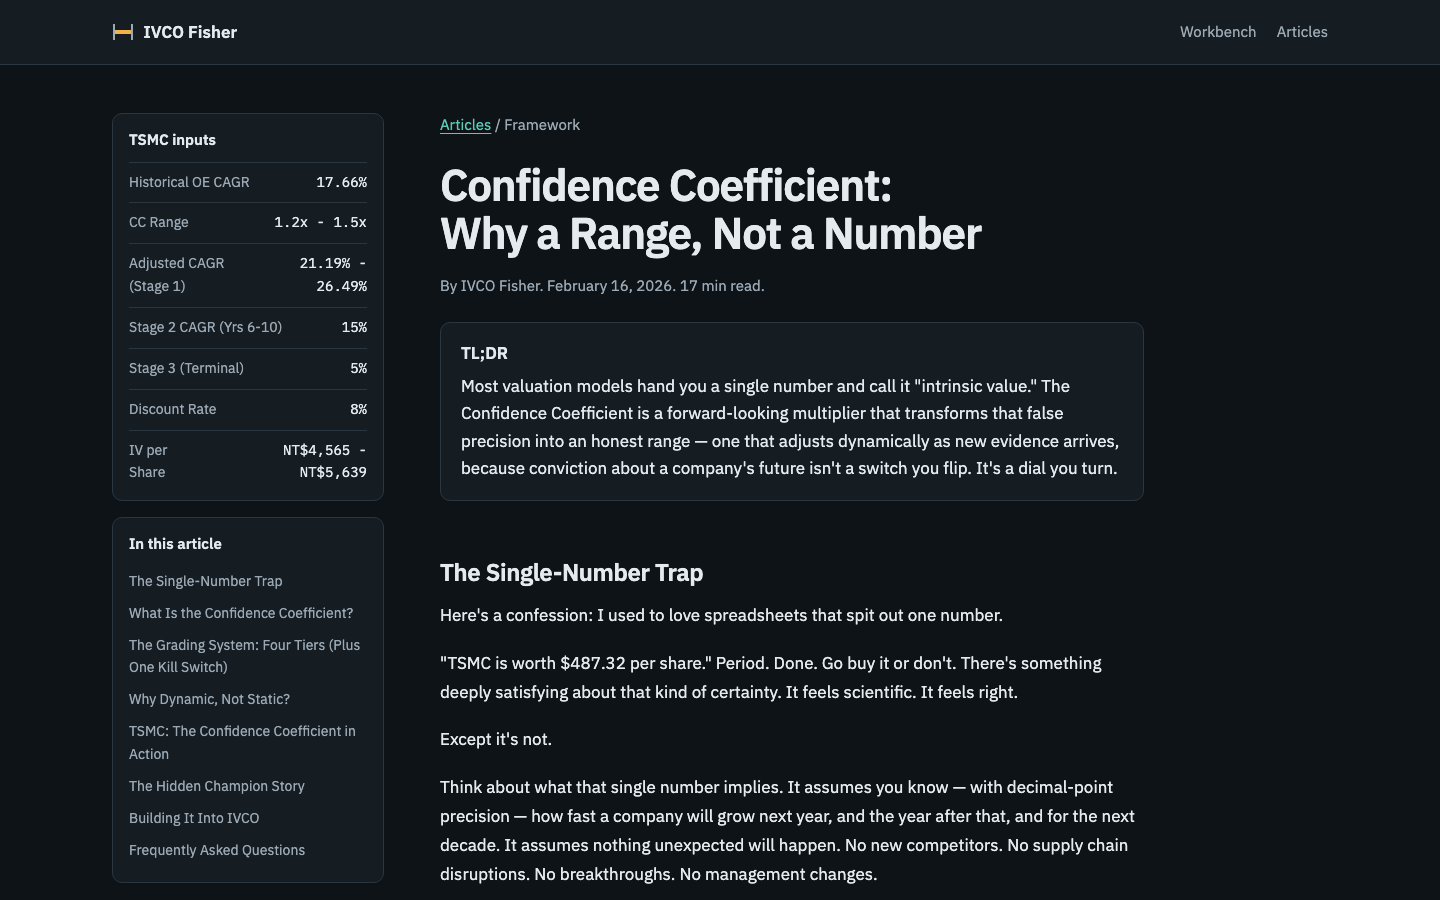 IVCO Fisher
Workbench
Articles
TSMC inputs
Historical OE CAGR 17.66%
CC Range 1.2x - 1.5x
Adjusted CAGR 21.19% -
(Stage 1) 26.49%
Stage 2 CAGR (Yrs 6-10) 15%
Stage 3 (Terminal) 5%
Discount Rate 8%
IV per NT$4,565 -
Share NT$5,639
In this article
The Single-Number Trap
What Is the Confidence Coefficient?
The Grading System: Four Tiers (Plus
One Kill Switch)
Why Dynamic, Not Static?
TSMC: The Confidence Coefficient in
Action
The Hidden Champion Story
Building It Into IVCO
Frequently Asked Questions
Articles / Framework
Confidence Coefficient:
Why a Range, Not a Number
By IVCO Fisher. February 16, 2026. 17 min read.
TL;DR
Most valuation models hand you a single number and call it "intrinsic value." The
Confidence Coefficient is a forward-looking multiplier that transforms that false
precision into an honest range — one that adjusts dynamically as new evidence arrives,
because conviction about a company's future isn't a switch you flip. It's a dial you turn.
The Single-Number Trap
Here's a confession: I used to love spreadsheets that spit out one number.
"TSMC is worth $487.32 per share." Period. Done. Go buy it or don't. There's something
deeply satisfying about that kind of certainty. It feels scientific. It feels right.
Except it's not.
Think about what that single number implies. It assumes you know — with decimal-point
precision — how fast a company will grow next year, and the year after that, and for the next
decade. It assumes nothing unexpected will happen. No new competitors. No supply chain
disruptions. No breakthroughs. No management changes.